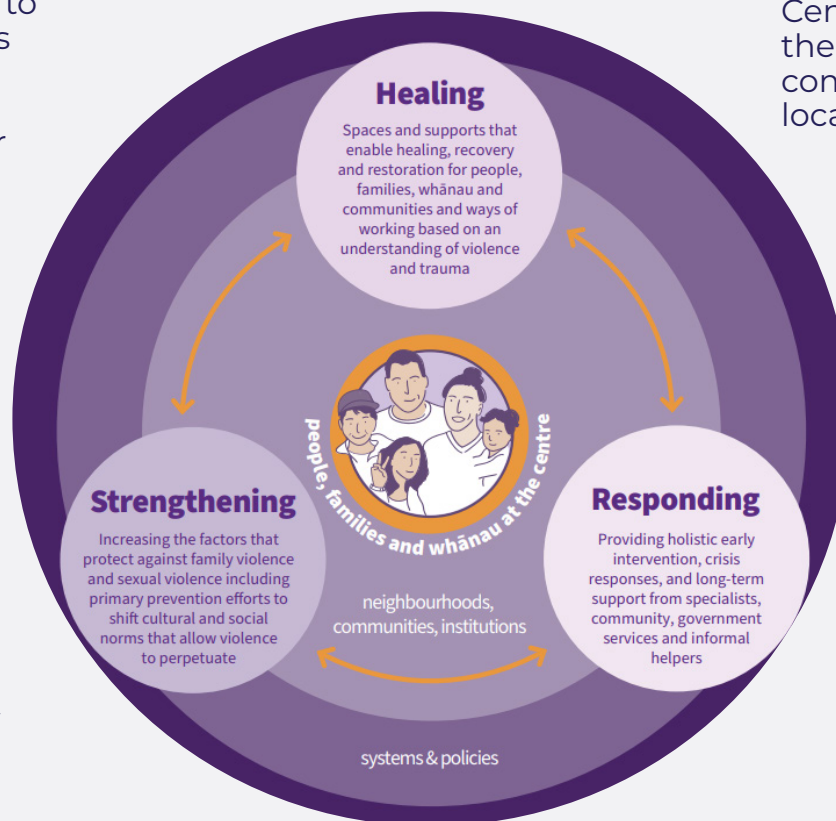 to
s
r
Cen
the
con
loca
Healing
Spaces and supports that
enable healing, recovery
and restoration for people,
families, whānau and
communities and ways of
working based on an
understanding of violence
and trauma
people, families and whānau at the centre
Strengthening
Increasing the factors that
protect against family violence
and sexual violence including
primary prevention efforts to
shift cultural and social
norms that allow violence
to perpetuate
Responding
Providing holistic early
intervention, crisis
responses, and long-term
support from specialists,
community, government
services and informal
helpers
neighbourhoods,
communities, institutions
systems & policies